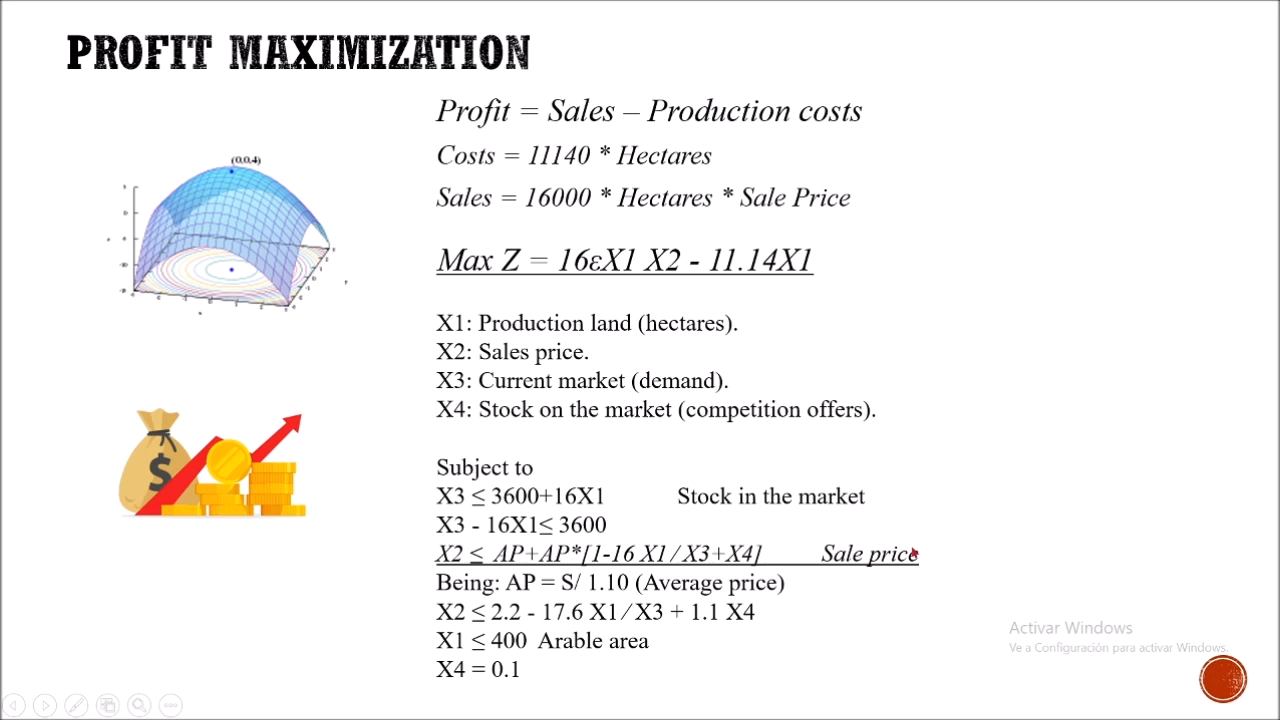 PROFIT MAXIMIZATION
Profit = Sales – Production costs
Costs = 11140 * Hectares
Sales = 16000 * Hectares * Sale Price
Max Z = 16εX1 X2 - 11.14X1
(0,0,4)
X1: Production land (hectares).
X2: Sales price.
X3: Current market (demand).
X4: Stock on the market (competition offers).
$
Subject to
X3 ≤ 3600+16X1 Stock in the market
X3 - 16X1≤ 3600
X2 ≤ AP+AP*[1-16 X1/X3+X4] Sale price
Being: AP = S/ 1.10 (Average price)
X2 ≤ 2.2 - 17.6 X1/X3 + 1.1 X4
X1 ≤ 400 Arable area
X4 = 0.1
Activar Windows
Ve a Configuración para activar Windows.